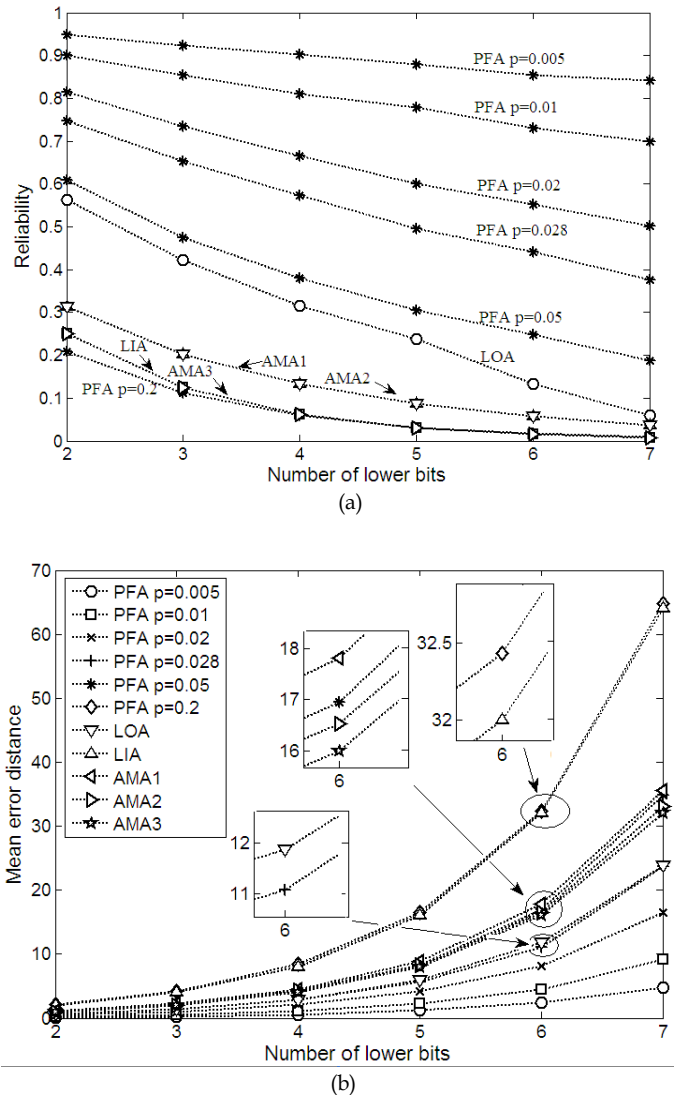 1
0.9
0.8
0.7
0.6
0.5
0.4
0.3
0.2
0.1
0
Reliability
PFA p=0.005
PFA p=0.01
PFA p=0.02
PFA p=0.028
PFA p=0.05
LOA
LIA
AMA1
AMA3
AMA2
PFA p=0.2
2 3 4 5 6 7
Number of lower bits
(a)
70
60
50
40
30
20
10
0
Mean error distance
PFA p=0.005
PFA p=0.01
PFA p=0.02
PFA p=0.028
PFA p=0.05
PFA p=0.2
LOA
LIA
AMA1
AMA2
AMA3
18
17
16
6
32.5
32
6
12
11
6
2 3 4 5 6 7
Number of lower bits
(b)